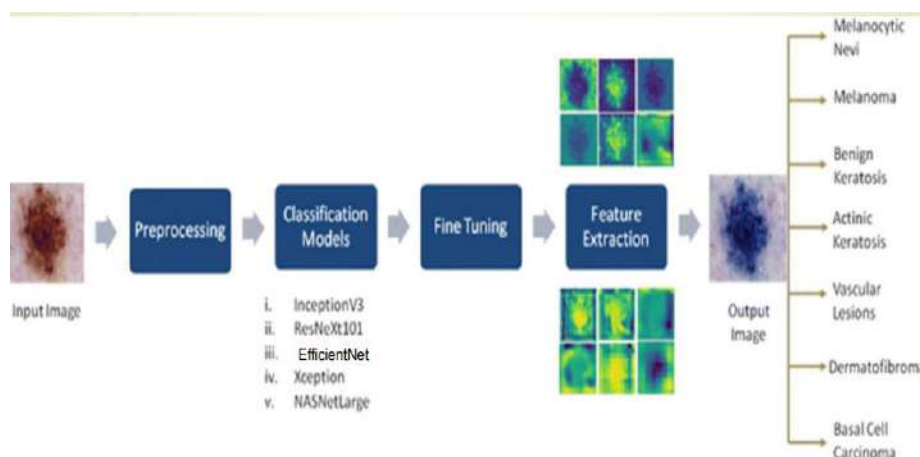 Input Image
Preprocessing
Classification
Models
i. InceptionV3
ii. ResNeXt101
iii. EfficientNet
iv. Xception
v. NASNetLarge
Fine Tuning
Feature
Extraction
Output
Image
Melanocytic
Nevi
Melanoma
Benign
Keratosis
Actinic
Keratosis
Vascular
Lesions
Dermatofibrom
Basal Cell
Carcinoma